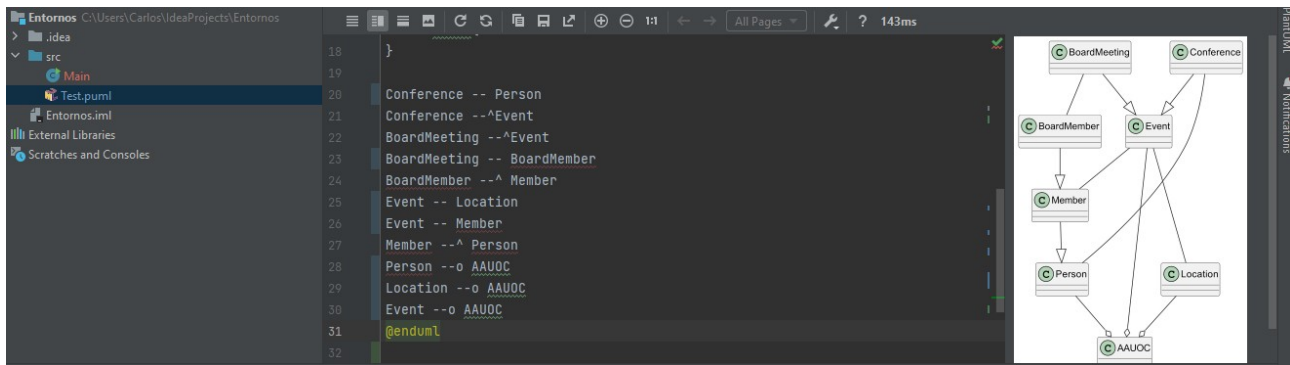 Entornos C:\Users\Carlos\IdeaProjects\Entornos
.idea
src
Main
Test.puml
Entornos.iml
External Libraries
Scratches and Consoles
1:1
All Pages
? 143ms
18 }
19
20 Conference -- Person
21 Conference --^Event
22 BoardMeeting --^Event
23 BoardMeeting -- BoardMember
24 BoardMember --^ Member
25 Event -- Location
26 Event -- Member
27 Member --^ Person
28 Person --o AAUOC
29 Location --o AAUOC
30 Event --o AAUOC
31 @enduml
32
C BoardMeeting
C Conference
C BoardMember
C Event
C Member
C Person
C Location
C AAUOC
PlantUML
Notifications